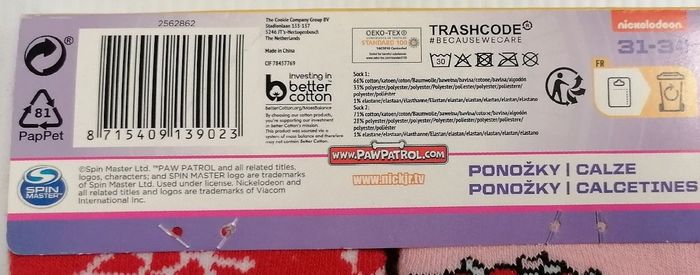 2562862
8 715409 139023
81
PapPet
The Cookie Company Group BV
Stadionlaan 133-137
5246 JT's-Hertogenbosch
The Netherlands
Made in China
CIF 78457769
investing in
better
cotton
BetterCotton.org/MassBalance
By choosing our cotton products,
you're supporting our investment
in Better Cotton's mission.
This product was sourced via a
system of mass balance and therefore
may not contain Better Cotton.
OEKO-TEX®
STANDARD 100
TRASHCODE®
#BECAUSEWECARE
30
Sock 1:
66% cotton/katoen/coton/Baumwolle/bawełna/bavlna/cotone/bavlna/algodón
33% polyester/polyester/polyester/Polyester/poliester/polyester/poliestere/
polyester/poliéster
1% elastane/elastaan/élasthanne/Elasthan/elastan/elastan/elastan/elastano
Sock 2:
71% cotton/katoen/coton/Baumwolle/bawełna/bavlna/cotone/bavlna/algodón
28% polyester/polyester/polyester/Polyester/poliester/polyester/poliestere/
polyester/poliéster
1% elastane/elastaan/élasthanne/Elasthan/elastan/elastan/elastan/elastano
nickelodeon
31-34
FR
©Spin Master Ltd. ™PAW PATROL and all related titles,
logos, characters; and SPIN MASTER logo are trademarks
of Spin Master Ltd. Used under license. Nickelodeon and
all related titles and logos are trademarks of Viacom
International Inc.
SPIN
MASTER™
www.PawPatrol.com
www.nickjr.tv
PONOŽKY | CALZE
PONOŽKY | CALCETINES